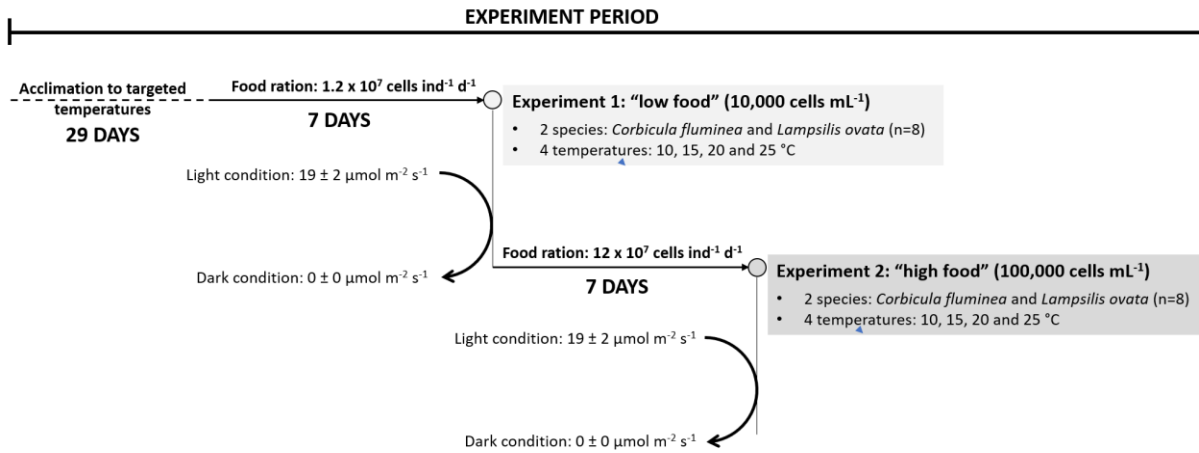 EXPERIMENT PERIOD
Acclimation to targeted
temperatures
29 DAYS
Food ration: 1.2 x 10⁷ cells ind⁻¹ d⁻¹
7 DAYS
Experiment 1: “low food” (10,000 cells mL⁻¹)
• 2 species: Corbicula fluminea and Lampsilis ovata (n=8)
• 4 temperatures: 10, 15, 20 and 25 °C
Light condition: 19 ± 2 µmol m⁻² s⁻¹
Dark condition: 0 ± 0 µmol m⁻² s⁻¹
Food ration: 12 x 10⁷ cells ind⁻¹ d⁻¹
7 DAYS
Experiment 2: “high food” (100,000 cells mL⁻¹)
• 2 species: Corbicula fluminea and Lampsilis ovata (n=8)
• 4 temperatures: 10, 15, 20 and 25 °C
Light condition: 19 ± 2 µmol m⁻² s⁻¹
Dark condition: 0 ± 0 µmol m⁻² s⁻¹